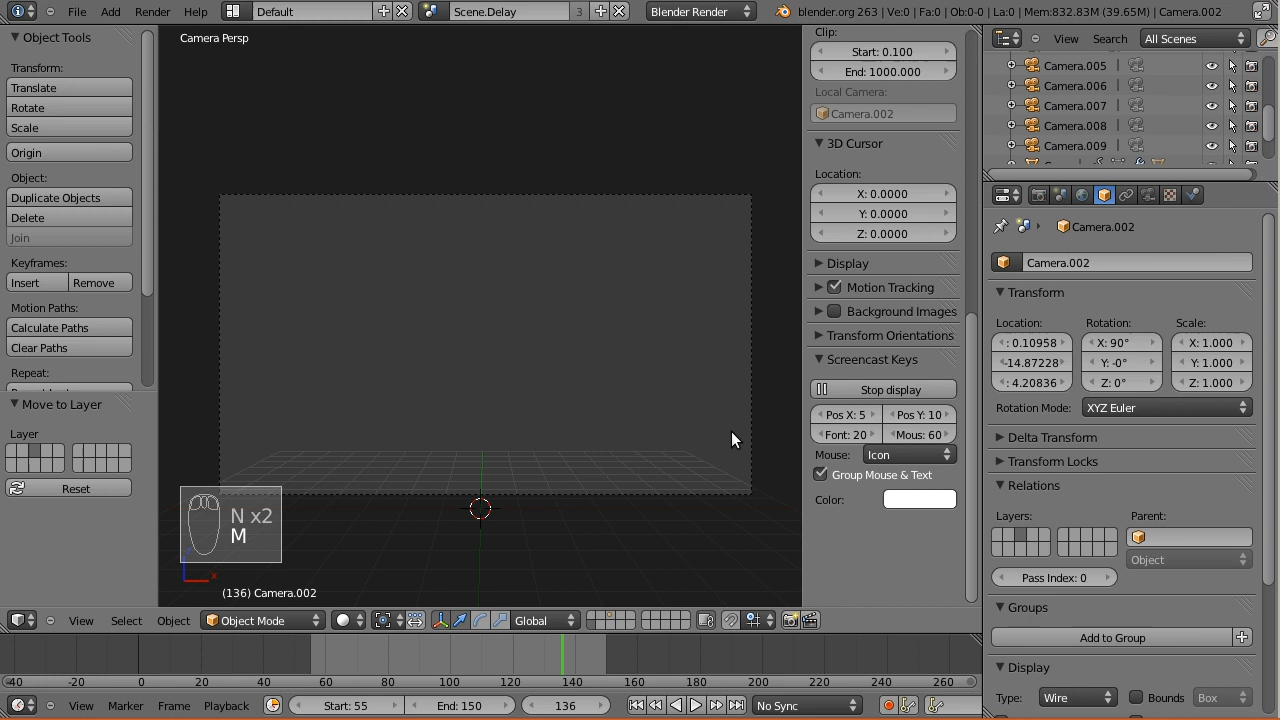 File Add Render Help Default Scene.Delay 3 Blender Render blender.org 263 | Ve:0 | Fa:0 | Ob:0-0 | La:0 | Mem:832.83M (39.65M) | Camera.002
Object Tools
Transform:
Translate
Rotate
Scale
Origin
Object:
Duplicate Objects
Delete
Join
Keyframes:
Insert Remove
Motion Paths:
Calculate Paths
Clear Paths
Repeat:
Move to Layer
Layer
Reset
Camera Persp
N x2
M
x
(136) Camera.002
Clip:
Start: 0.100
End: 1000.000
Local Camera:
Camera.002
3D Cursor
Location:
X: 0.0000
Y: 0.0000
Z: 0.0000
Display
Motion Tracking
Background Images
Transform Orientations
Screencast Keys
Stop display
Pos X: 5 Pos Y: 10
Font: 20 Mous: 60
Mouse: Icon
Group Mouse & Text
Color:
View Search All Scenes
Camera.005
Camera.006
Camera.007
Camera.008
Camera.009
Camera.002
Camera.002
Transform
Location: Rotation: Scale:
: 0.10958 X: 90° X: 1.000
-14.87228 Y: -0° Y: 1.000
: 4.20836 Z: 0° Z: 1.000
Rotation Mode: XYZ Euler
Delta Transform
Transform Locks
Relations
Layers: Parent:
Object
Pass Index: 0
Groups
Add to Group
Display
Type: Wire Bounds Box
View Select Object Object Mode Global
-40 -20 0 20 40 60 80 100 120 140 160 180 200 220 240 260
View Marker Frame Playback Start: 55 End: 150 136 No Sync